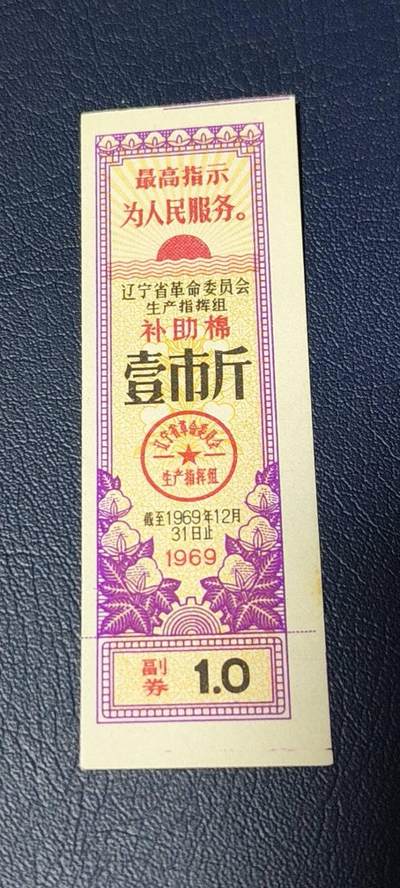 最高指示
为人民服务。
辽宁省革命委员会
生产指挥组
补助棉
壹市斤
辽宁省革命委员会
生产指挥组
截至1969年12月
31日止
1969
副券 1.0